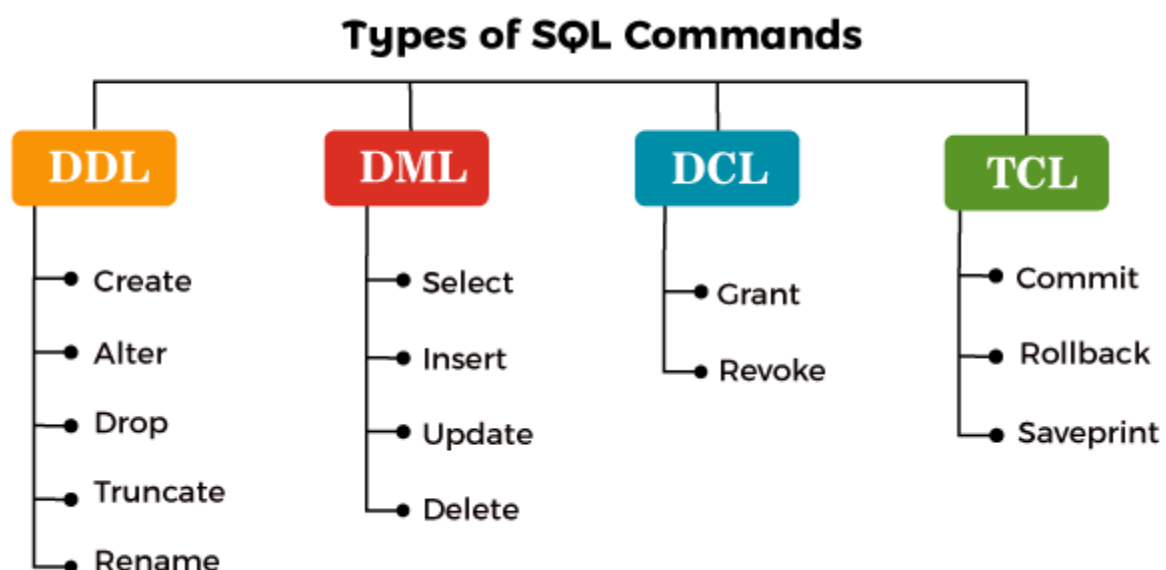 Types of SQL Commands
DDL
Create
Alter
Drop
Truncate
Rename
DML
Select
Insert
Update
Delete
DCL
Grant
Revoke
TCL
Commit
Rollback
Saveprint